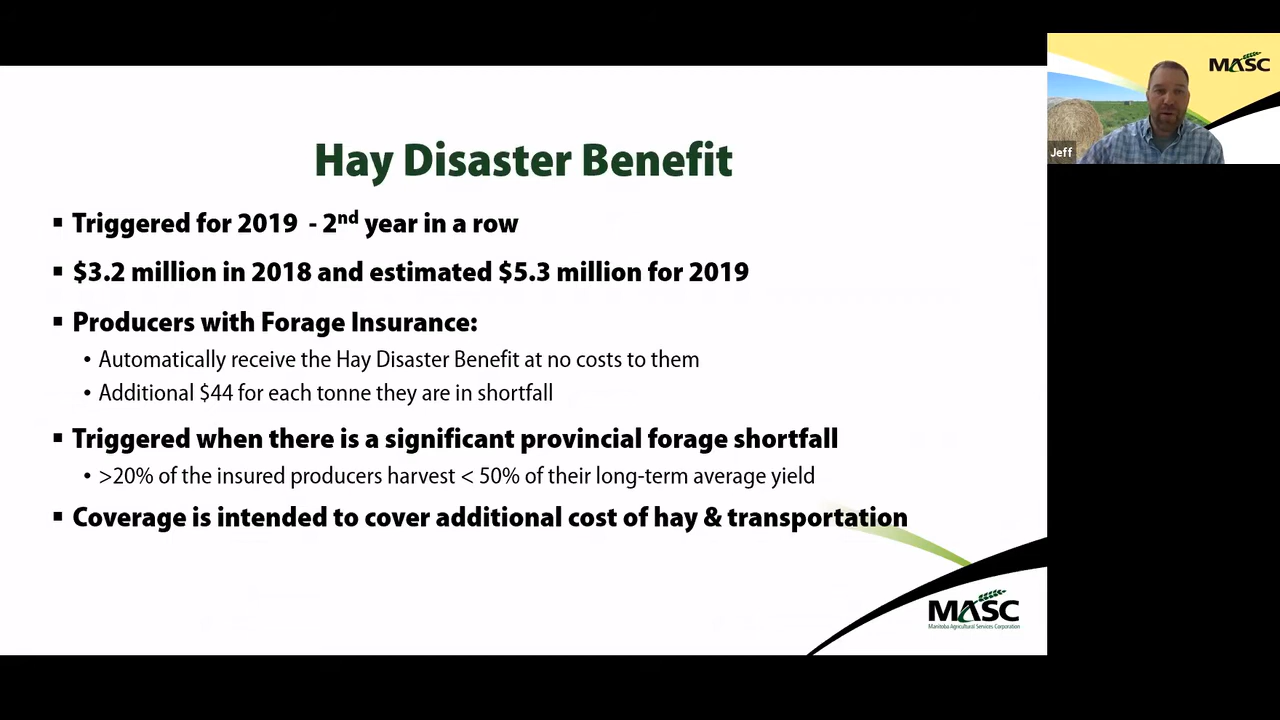 MASC
Jeff
Hay Disaster Benefit
▪ Triggered for 2019 - 2nd year in a row
▪ $3.2 million in 2018 and estimated $5.3 million for 2019
▪ Producers with Forage Insurance:
• Automatically receive the Hay Disaster Benefit at no costs to them
• Additional $44 for each tonne they are in shortfall
▪ Triggered when there is a significant provincial forage shortfall
• >20% of the insured producers harvest < 50% of their long-term average yield
▪ Coverage is intended to cover additional cost of hay & transportation
MASC
Manitoba Agricultural Services Corporation